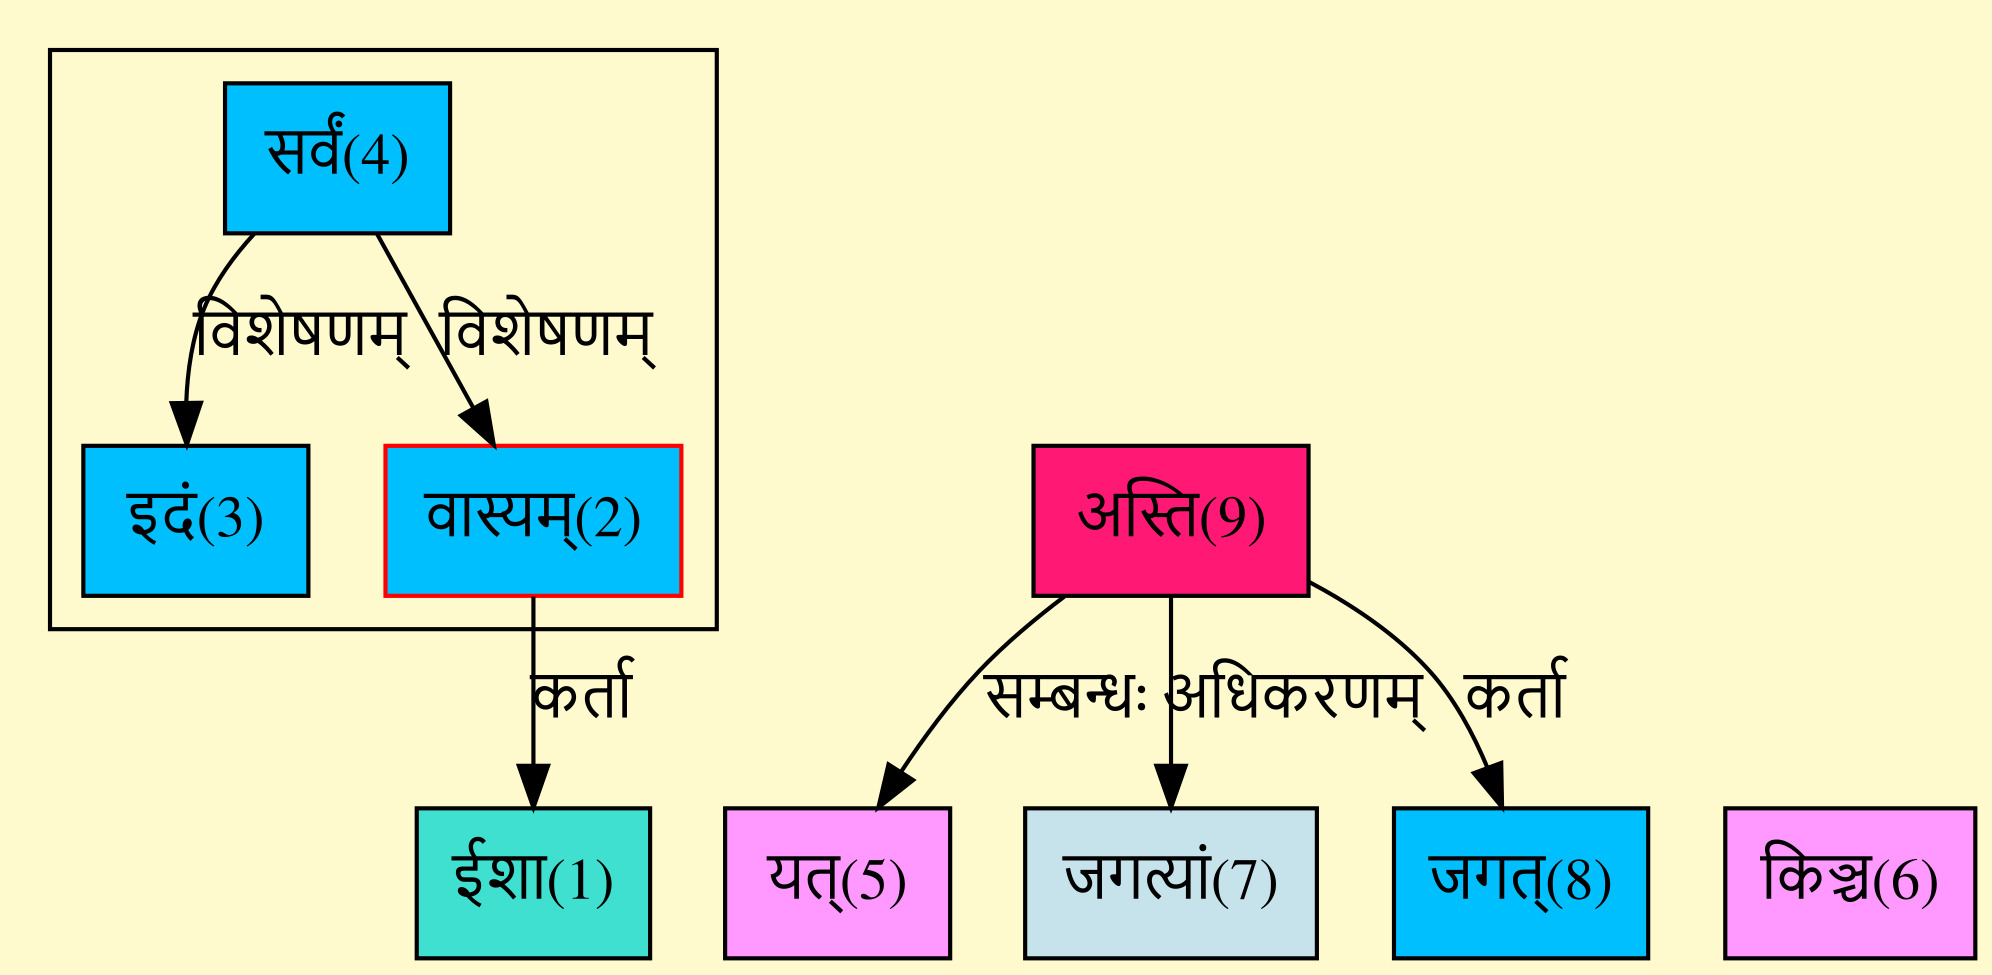 सर्वं(4)
विशेषणम् विशेषणम्
इदं(3) वास्यम्(2) अस्ति(9)
कर्ता सम्बन्धः अधिकरणम् कर्ता
ईशा(1) यत्(5) जगत्यां(7) जगत्(8) किञ्च(6)